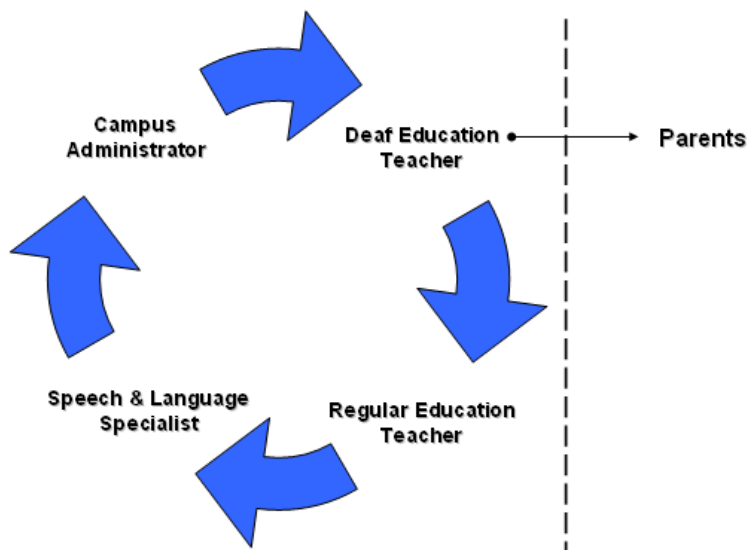 Campus
Administrator
Deaf Education
Teacher
Parents
Speech & Language
Specialist
Regular Education
Teacher